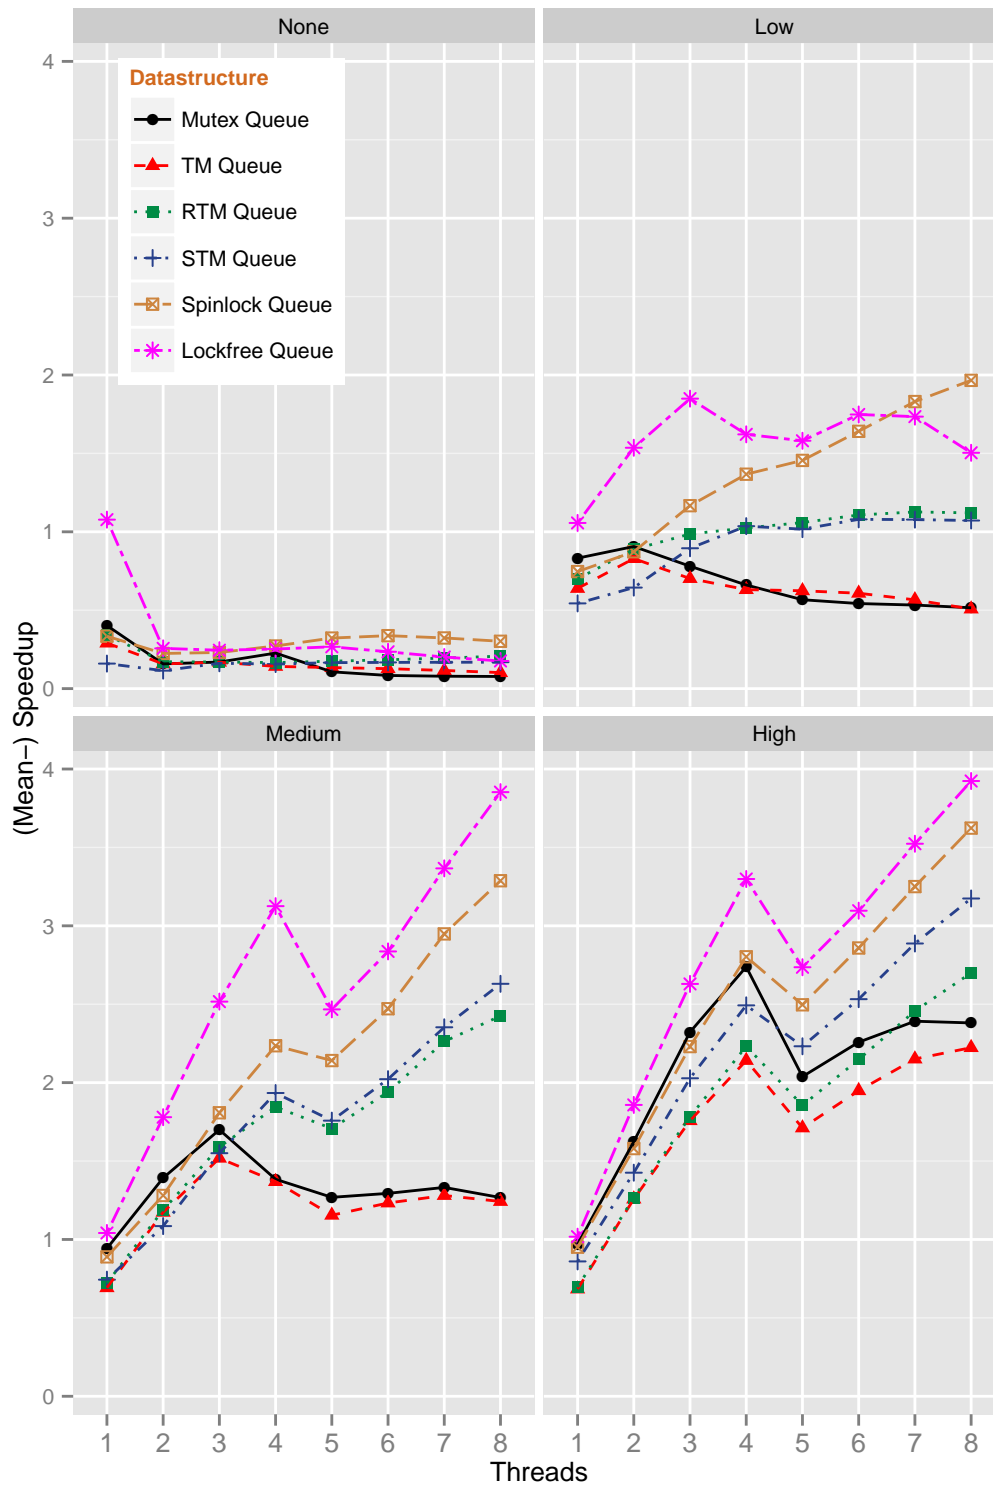 None
Low
4
3
2
1
0
Datastructure
Mutex Queue
TM Queue
RTM Queue
STM Queue
Spinlock Queue
Lockfree Queue
(Mean−) Speedup
Medium
High
4
3
2
1
0
1 2 3 4 5 6 7 8
1 2 3 4 5 6 7 8
Threads